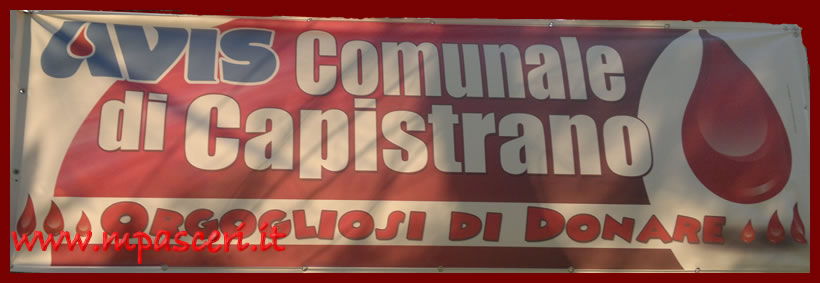 AVIS Comunale
di Capistrano
ORGOGLIOSI DI DONARE
www.mpasceri.it